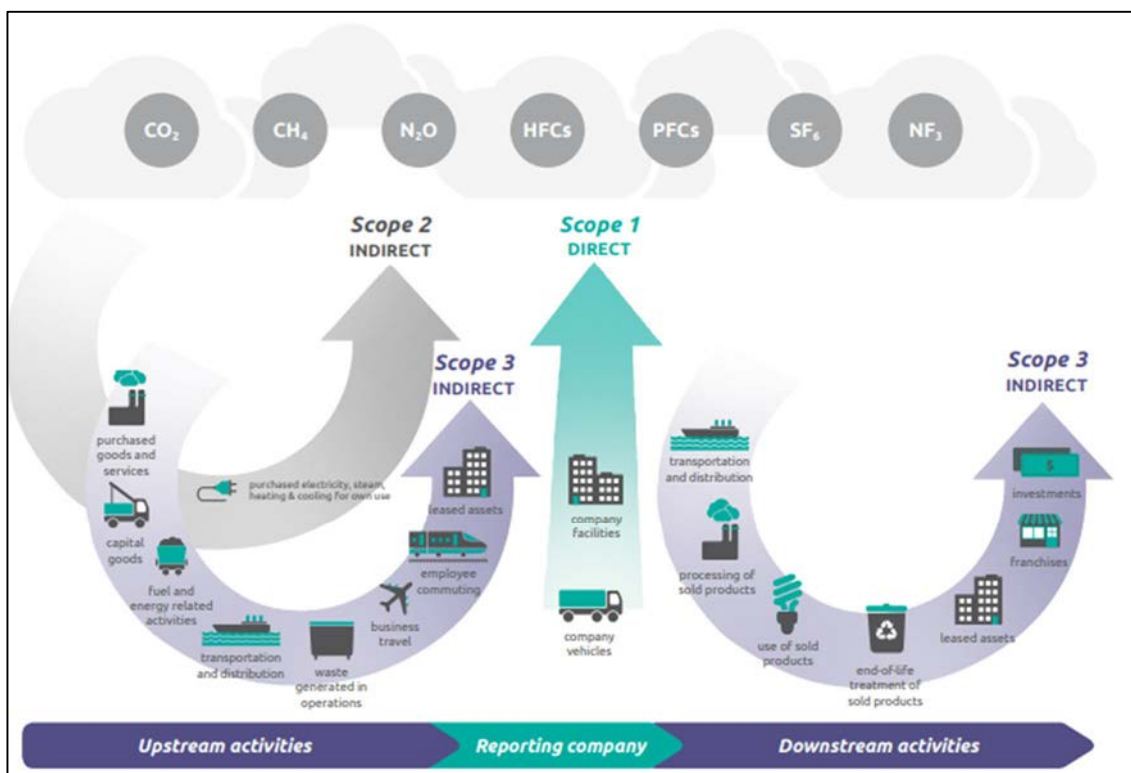 CO₂
CH₄
N₂O
HFCs
PFCs
SF₆
NF₃
Scope 2
INDIRECT
Scope 1
DIRECT
Scope 3
INDIRECT
Scope 3
INDIRECT
purchased
goods and
services
purchased electricity, steam,
heating & cooling for own use
capital
goods
fuel and
energy related
activities
transportation
and distribution
waste
generated in
operations
business
travel
employee
commuting
leased assets
company
facilities
company
vehicles
transportation
and distribution
processing of
sold products
use of sold
products
end-of-life
treatment of
sold products
leased assets
franchises
investments
$
Upstream activities
Reporting company
Downstream activities